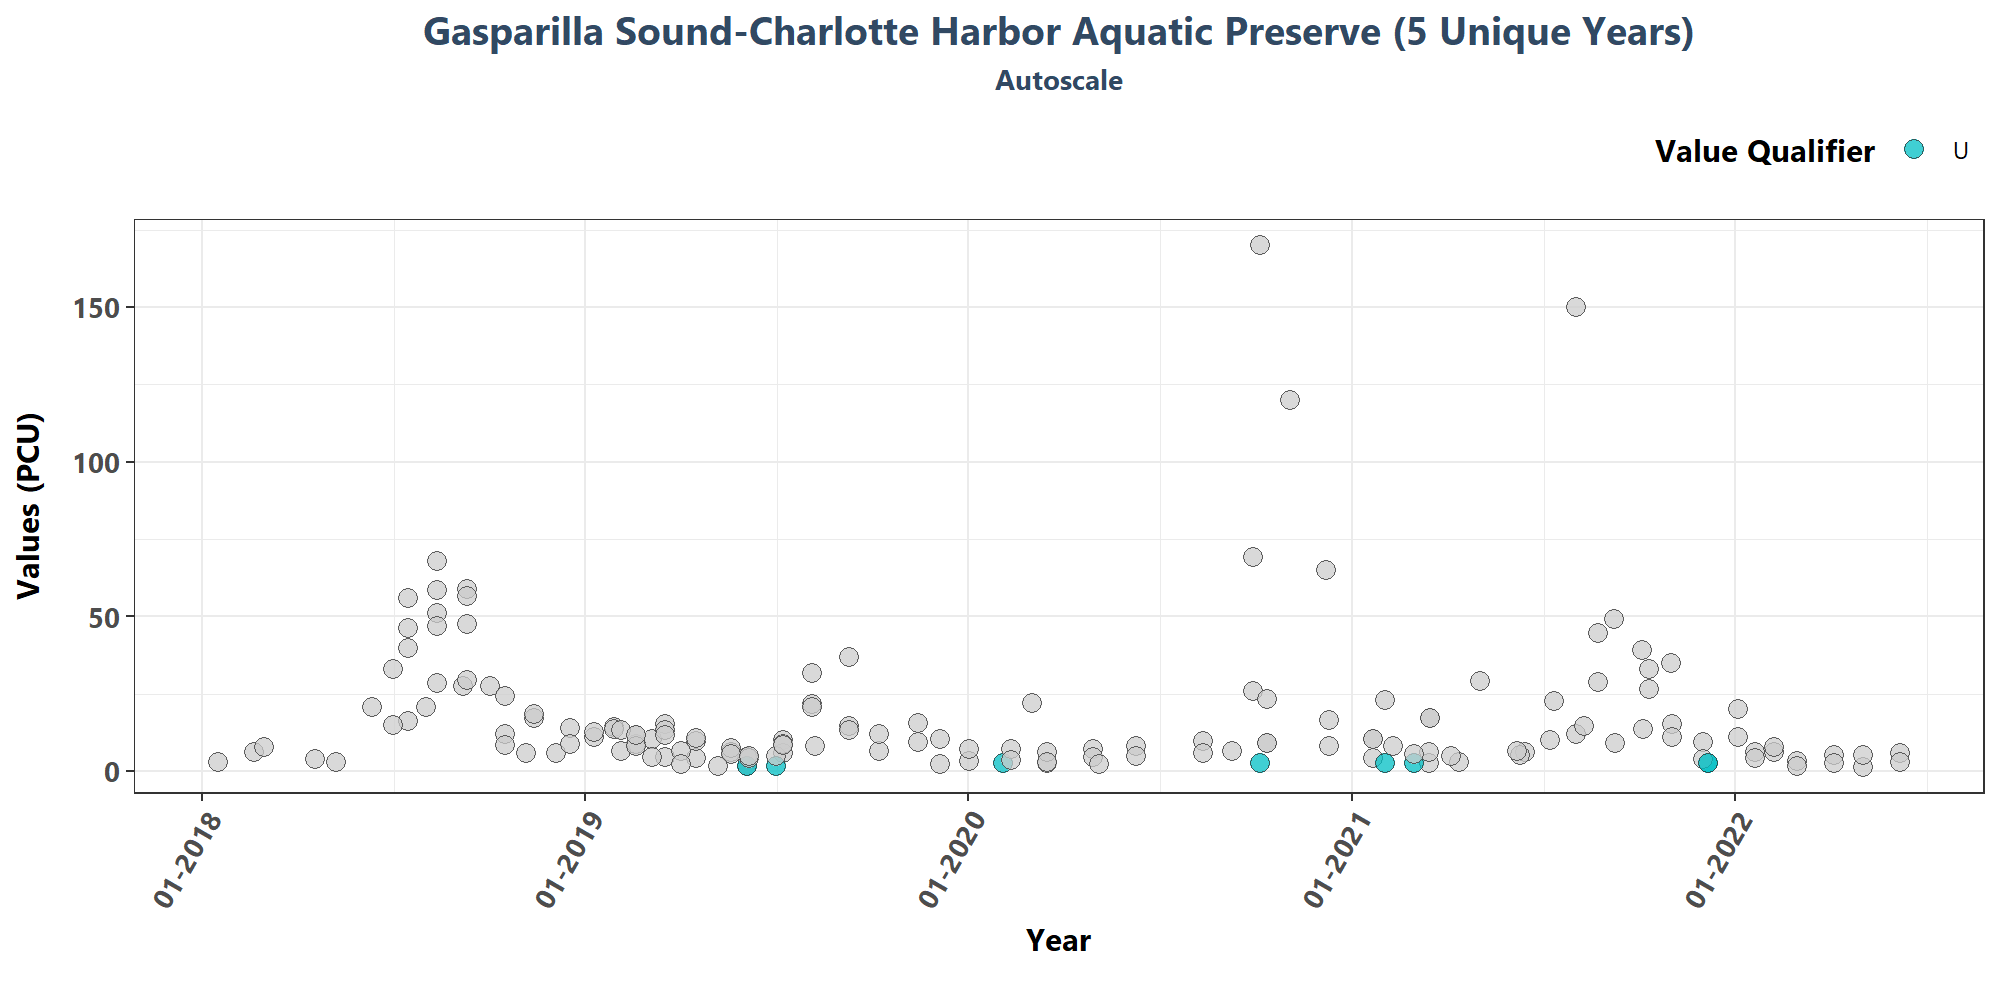 Gasparilla Sound-Charlotte Harbor Aquatic Preserve (5 Unique Years)
Autoscale
Value Qualifier U
Values (PCU)
150
100
50
0
01-2018 01-2019 01-2020 01-2021 01-2022
Year